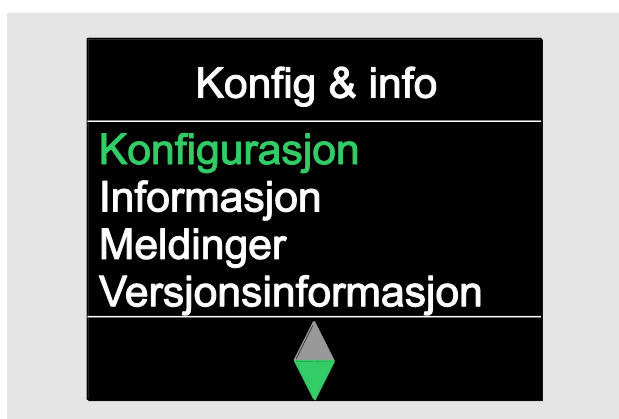 Konfig & info
Konfigurasjon
Informasjon
Meldinger
Versjonsinformasjon